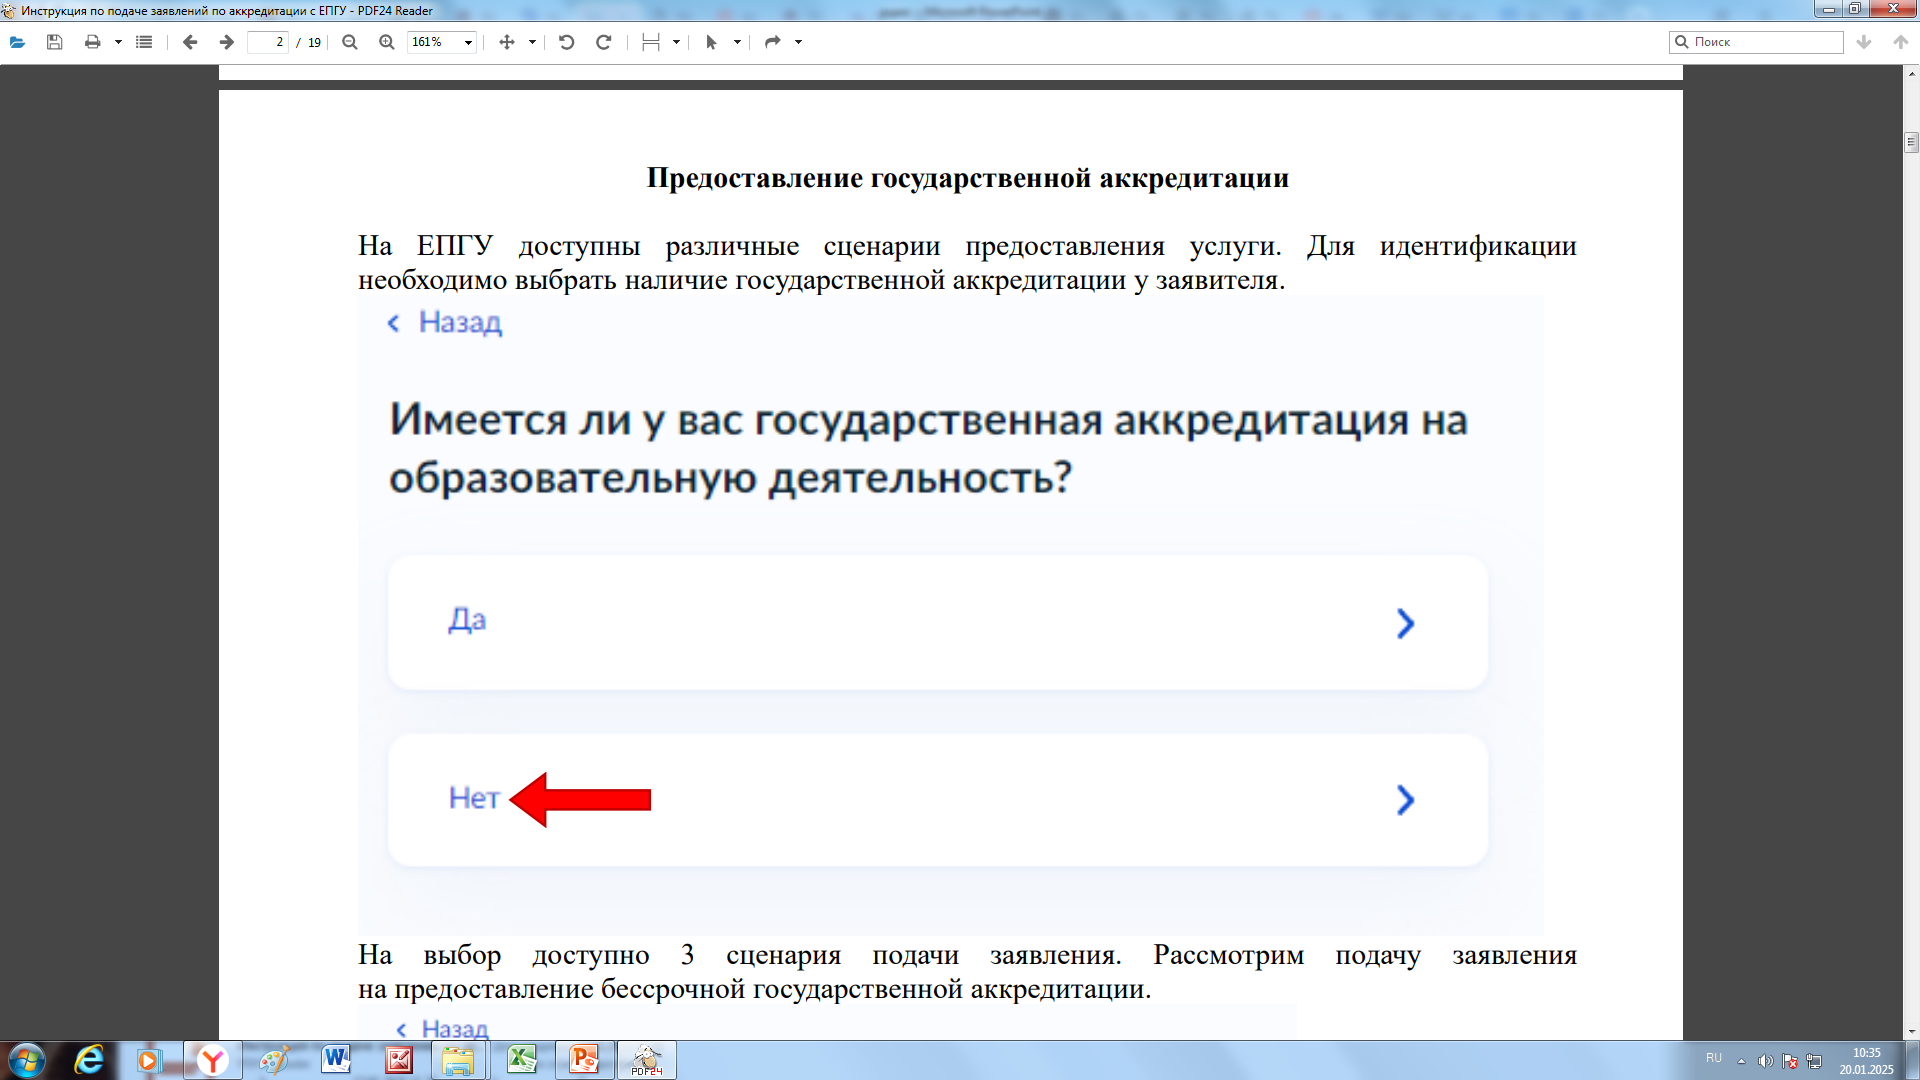 Инструкция по подаче заявлений по аккредитации с ЕПГУ - PDF24 Reader
2 / 19
161%
Поиск
Предоставление государственной аккредитации
На ЕПГУ доступны различные сценарии предоставления услуги. Для идентификации
необходимо выбрать наличие государственной аккредитации у заявителя.
Назад
Имеется ли у вас государственная аккредитация на
образовательную деятельность?
Да
Нет
На выбор доступно 3 сценария подачи заявления. Рассмотрим подачу заявления
на предоставление бессрочной государственной аккредитации.
Назад
PDF24
RU
10:35
20.01.2025